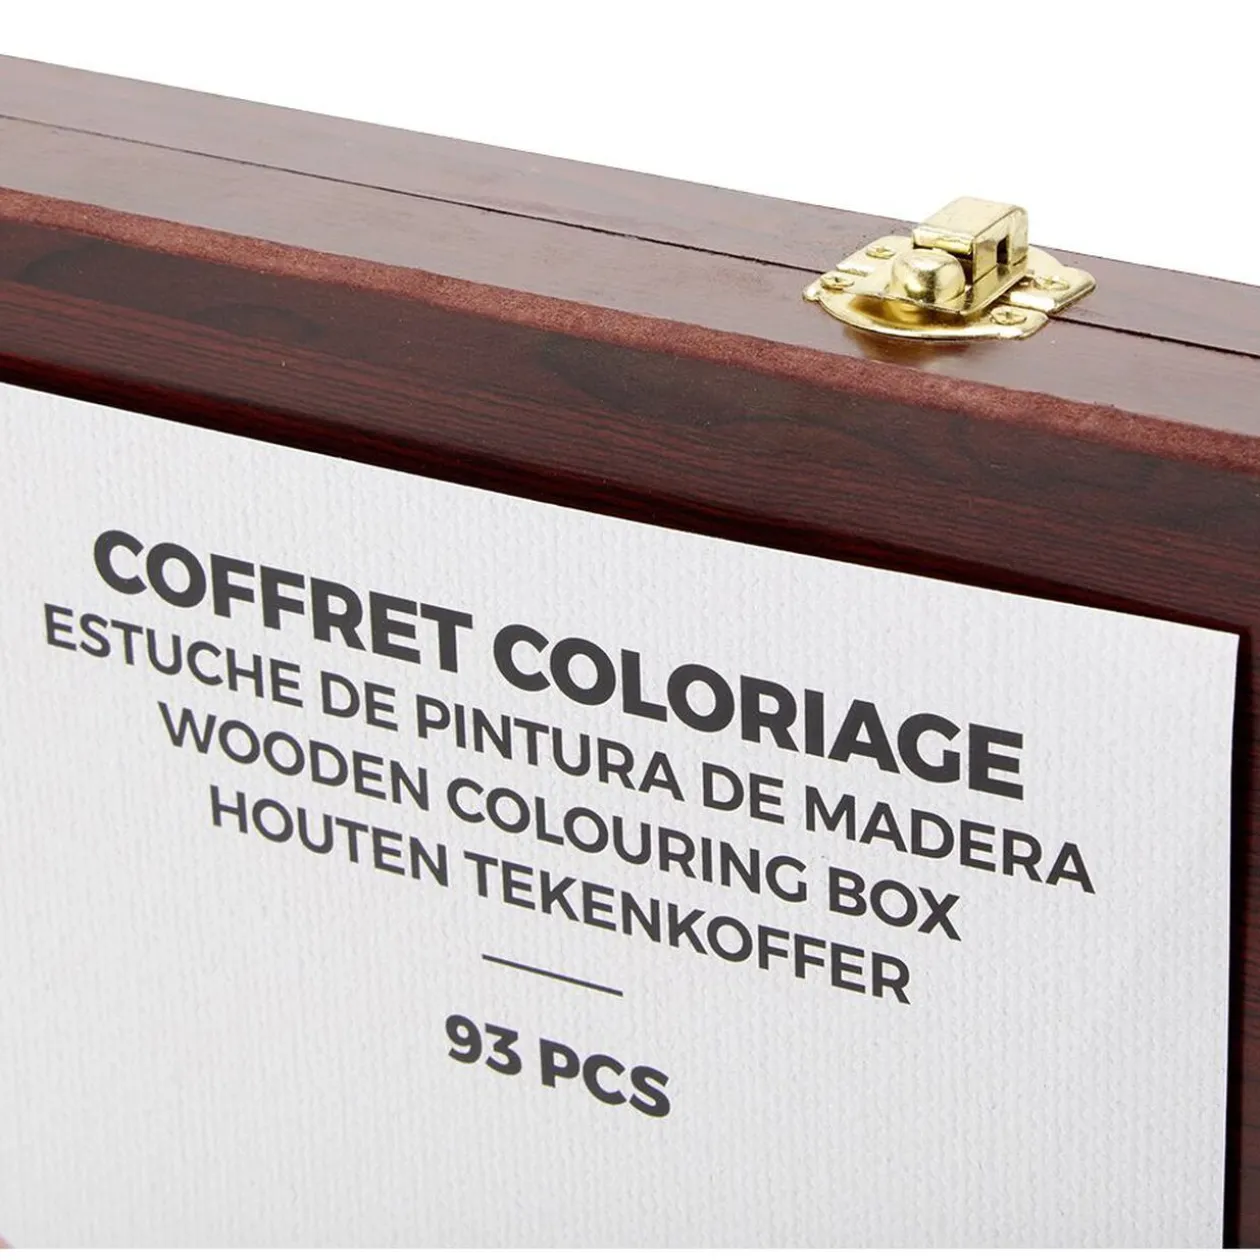 COFFRET COLORIAGE
ESTUCHE DE PINTURA DE MADERA
WOODEN COLOURING BOX
HOUTEN TEKENKOFFER
93 PCS